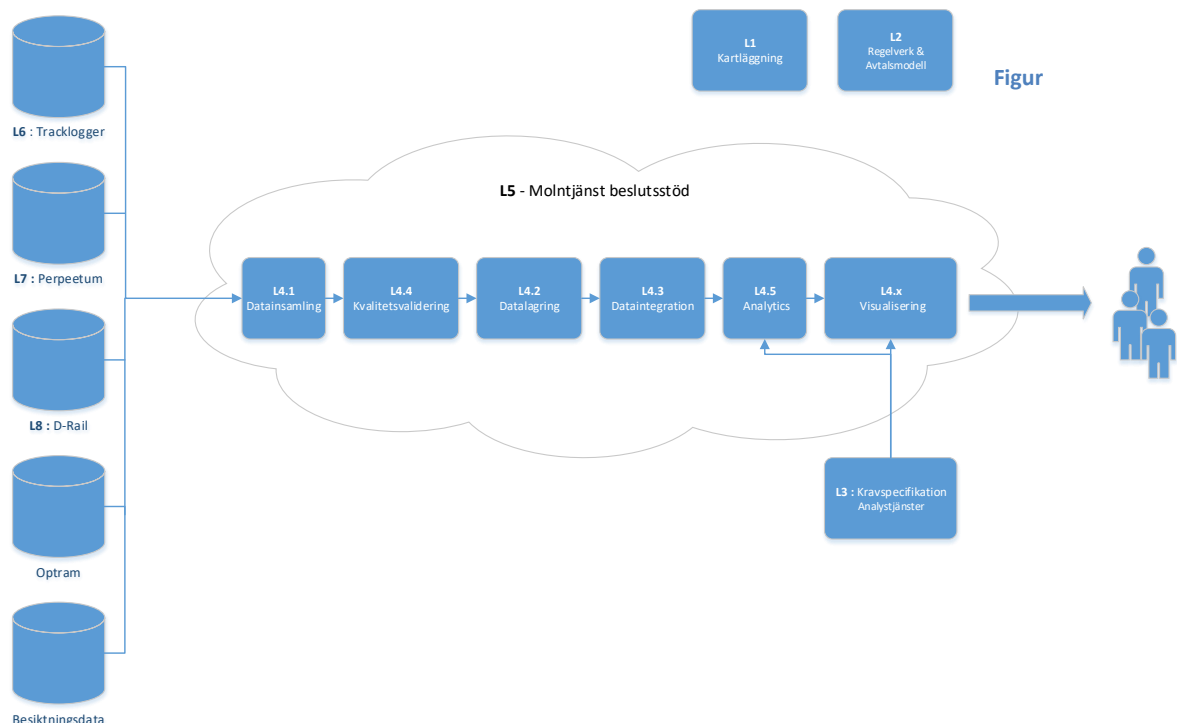 L1
Kartläggning
L2
Regelverk &
Avtalsmodell
Figur
L6 : Tracklogger
L5 - Molntjänst beslutsstöd
L7 : Perpeetum
L4.1
Datainsamling
L4.4
Kvalitetsvalidering
L4.2
Datalagring
L4.3
Dataintegration
L4.5
Analytics
L4.x
Visualisering
L8 : D-Rail
L3 : Kravspecifikation
Analystjänster
Optram
Besiktningsdata